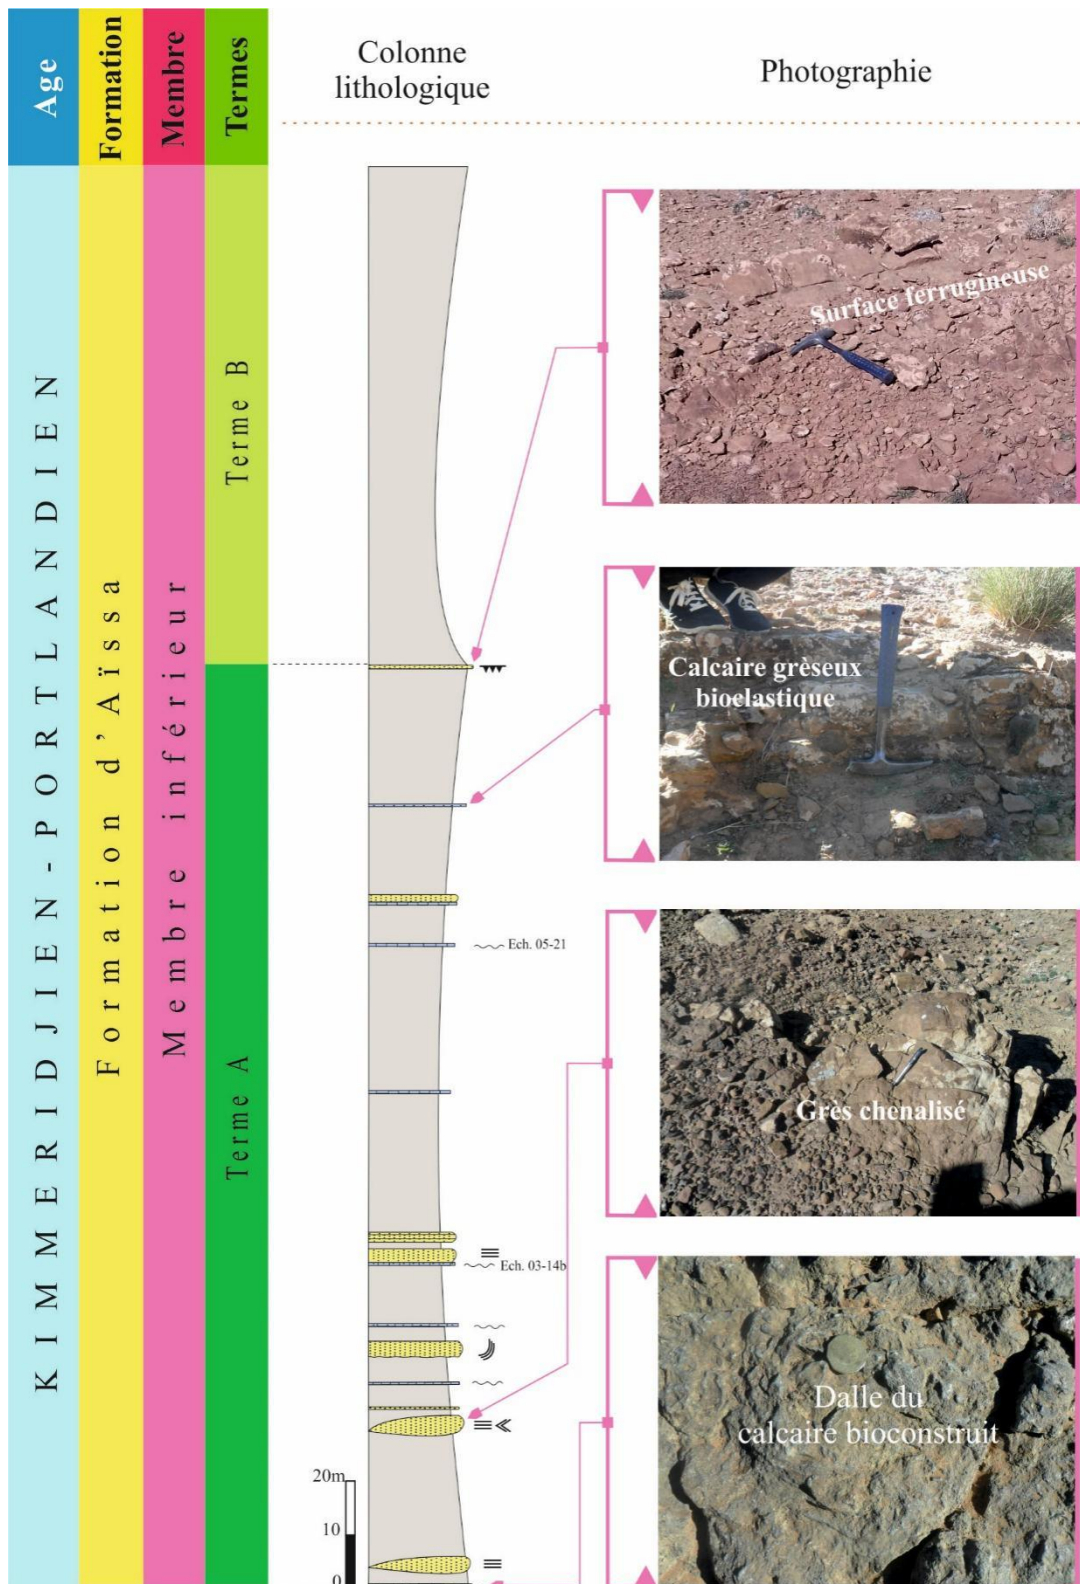 Age
Formation
Membre
Termes
Colonne
lithologique
Photographie
KIMMERIDJIEN-PORTLANDIEN
Formation d'Aïssa
Membre inférieur
Terme B
Terme A
Surface ferrugineuse
Calcaire grèseux
bioelastique
Ech. 05-21
Grès chenalisé
Ech. 03-14b
Dalle du
calcaire bioconstruit
20m
10
0